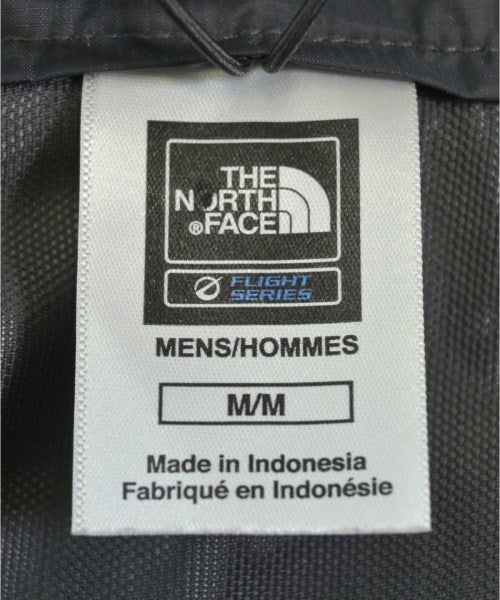 THE
NORTH
®FACE
FLIGHT
SERIES
MENS/HOMMES
M/M
Made in Indonesia
Fabriqué en Indonésie